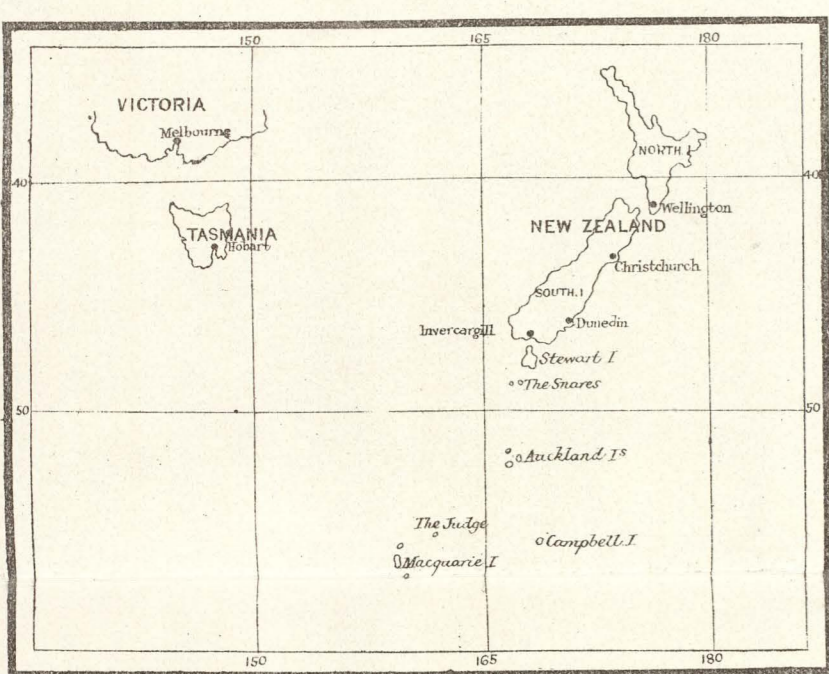 150 165 180
VICTORIA
Melbourne
NORTH. I
40 40
Wellington
NEW ZEALAND
TASMANIA
Hobart
Christchurch
SOUTH. I
Dunedin
Invercargill
Stewart I
The Snares
50 50
Auckland Is
The Judge
Campbell I.
Macquarie I
150 165 180